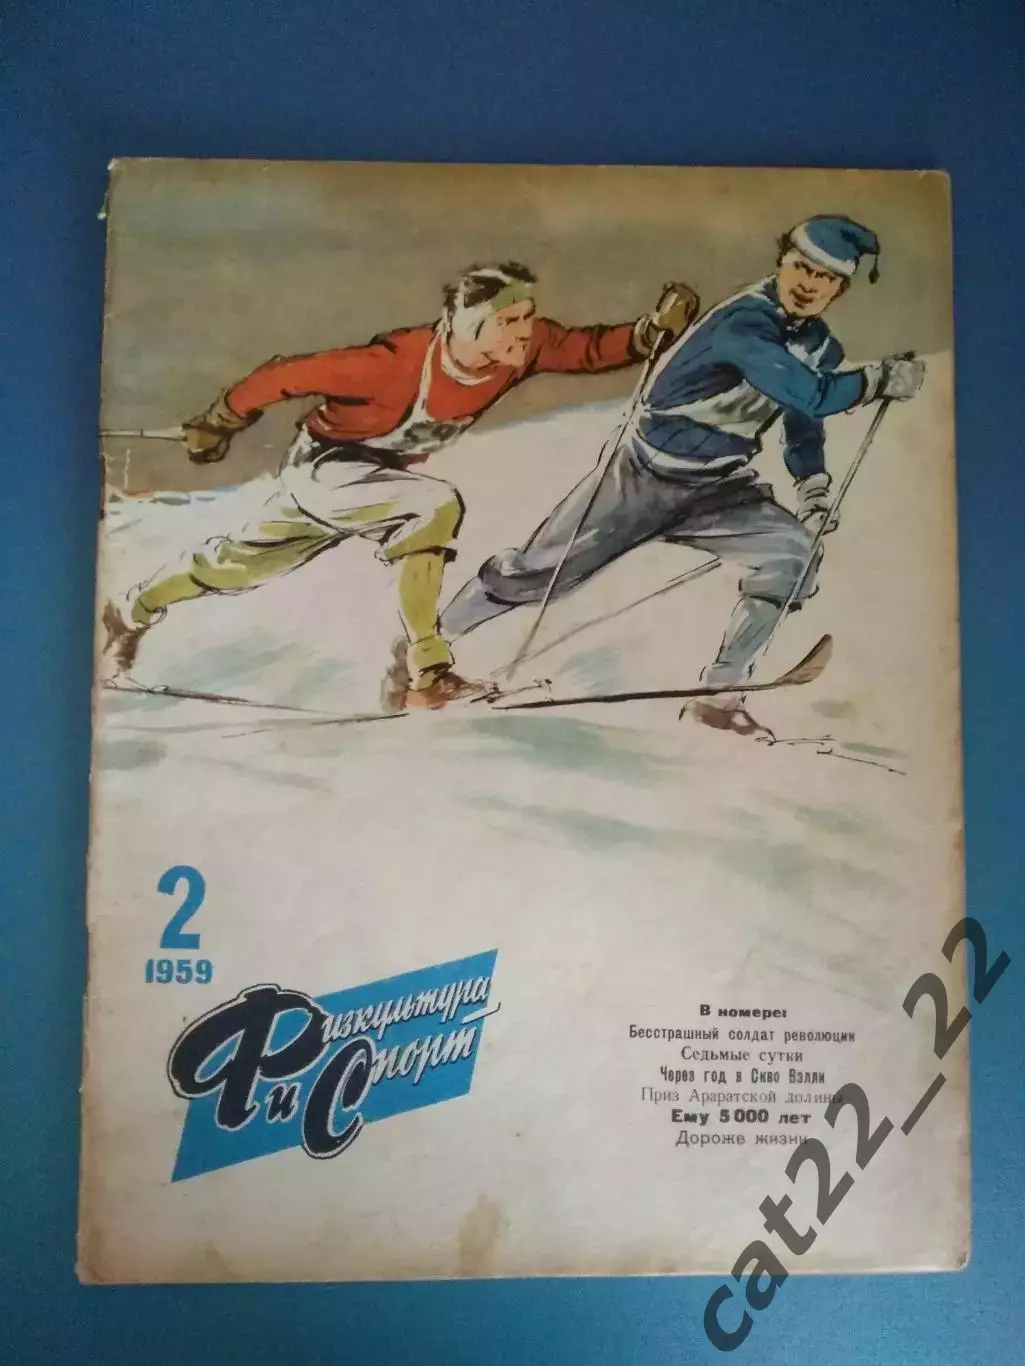 2
1959
Физкультура
и Спорт
В номере:
Бесстрашный солдат революции
Седьмые сутки
Через год в Скво Вэлли
Приз Араратской долины
Ему 5000 лет
Дороже жизни
cat22_22